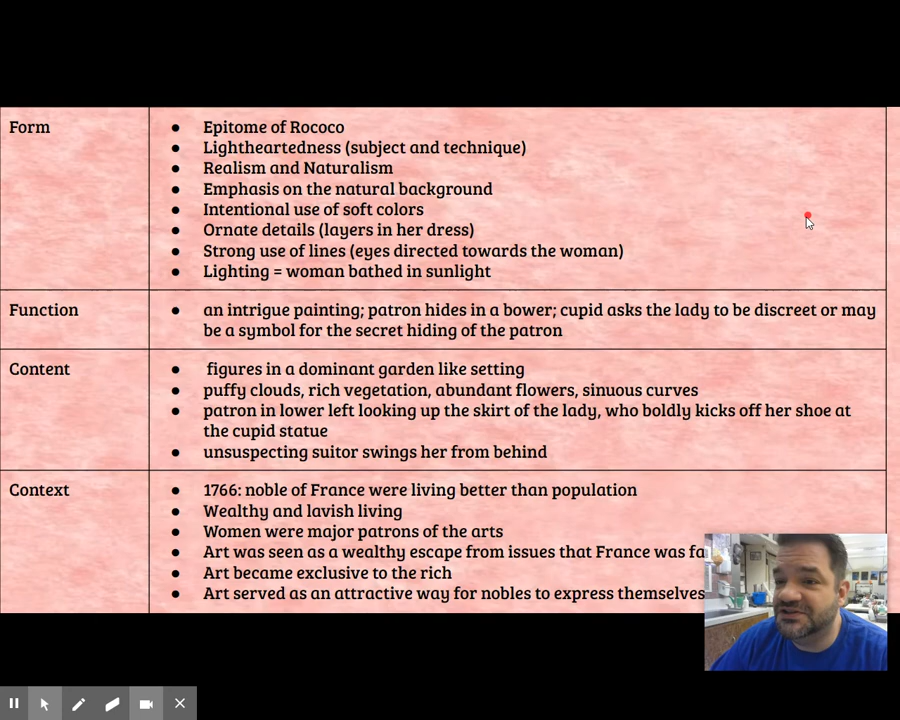 Form
● Epitome of Rococo
● Lightheartedness (subject and technique)
● Realism and Naturalism
● Emphasis on the natural background
● Intentional use of soft colors
● Ornate details (layers in her dress)
● Strong use of lines (eyes directed towards the woman)
● Lighting = woman bathed in sunlight
Function
● an intrigue painting; patron hides in a bower; cupid asks the lady to be discreet or may
be a symbol for the secret hiding of the patron
Content
● figures in a dominant garden like setting
● puffy clouds, rich vegetation, abundant flowers, sinuous curves
● patron in lower left looking up the skirt of the lady, who boldly kicks off her shoe at
the cupid statue
● unsuspecting suitor swings her from behind
Context
● 1766: noble of France were living better than population
● Wealthy and lavish living
● Women were major patrons of the arts
● Art was seen as a wealthy escape from issues that France was
● Art became exclusive to the rich
● Art served as an attractive way for nobles to express themselves